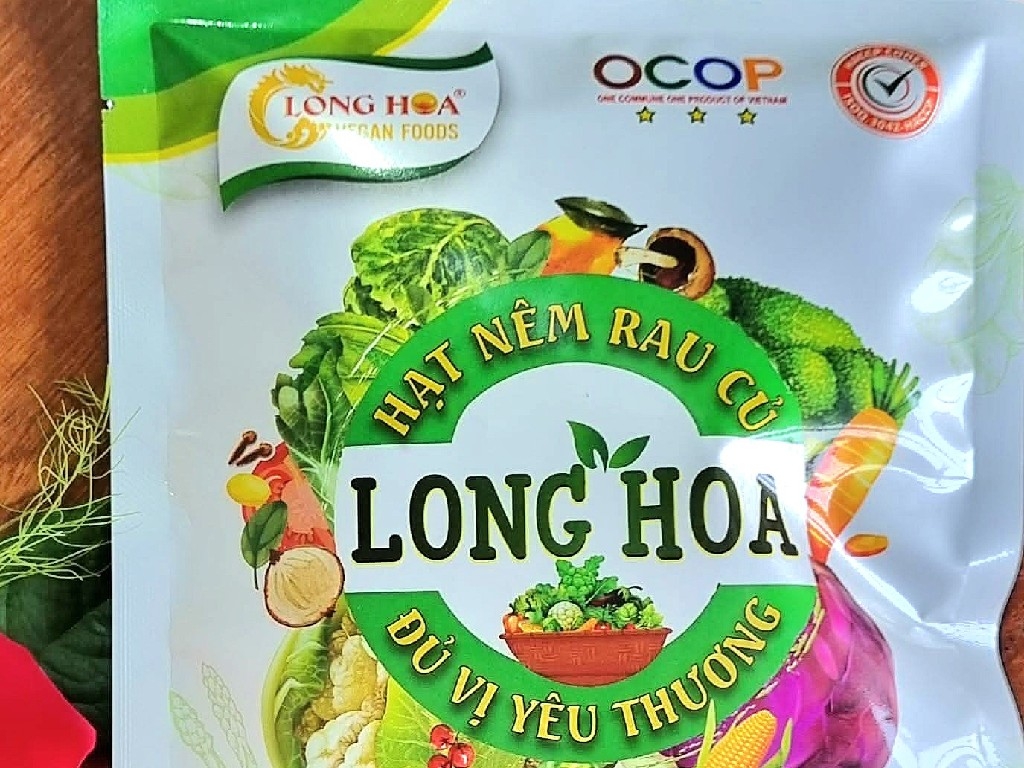 LONG HOA®
VEGAN FOODS
OCOP
ONE COMMUNE ONE PRODUCT OF VIETNAM
HẠT NÊM RAU CỦ
LONG HOA
ĐỦ VỊ YÊU THƯƠNG